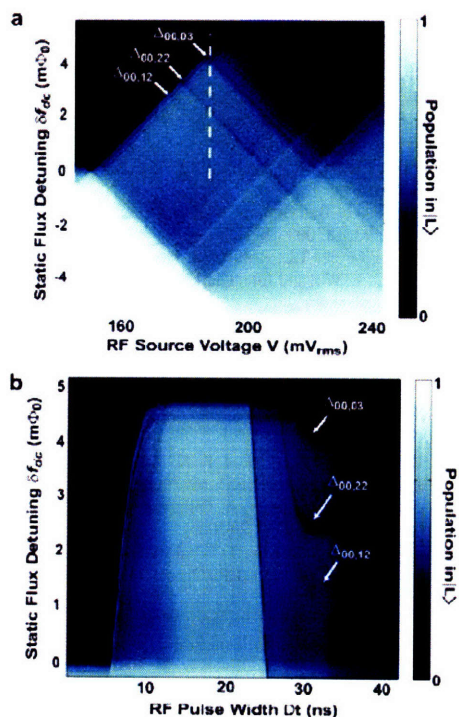 a
Δ00,03
Δ00,22
Δ00,12
Static Flux Detuning δfdc (mΦ0)
4
2
0
-2
-4
160
200
240
RF Source Voltage V (mVrms)
1
Population in|L⟩
0
b
Δ00,03
Δ00,22
Δ00,12
Static Flux Detuning δfdc (mΦ0)
5
4
3
2
1
0
10
20
30
40
RF Pulse Width Dt (ns)
1
Population in|L⟩
0